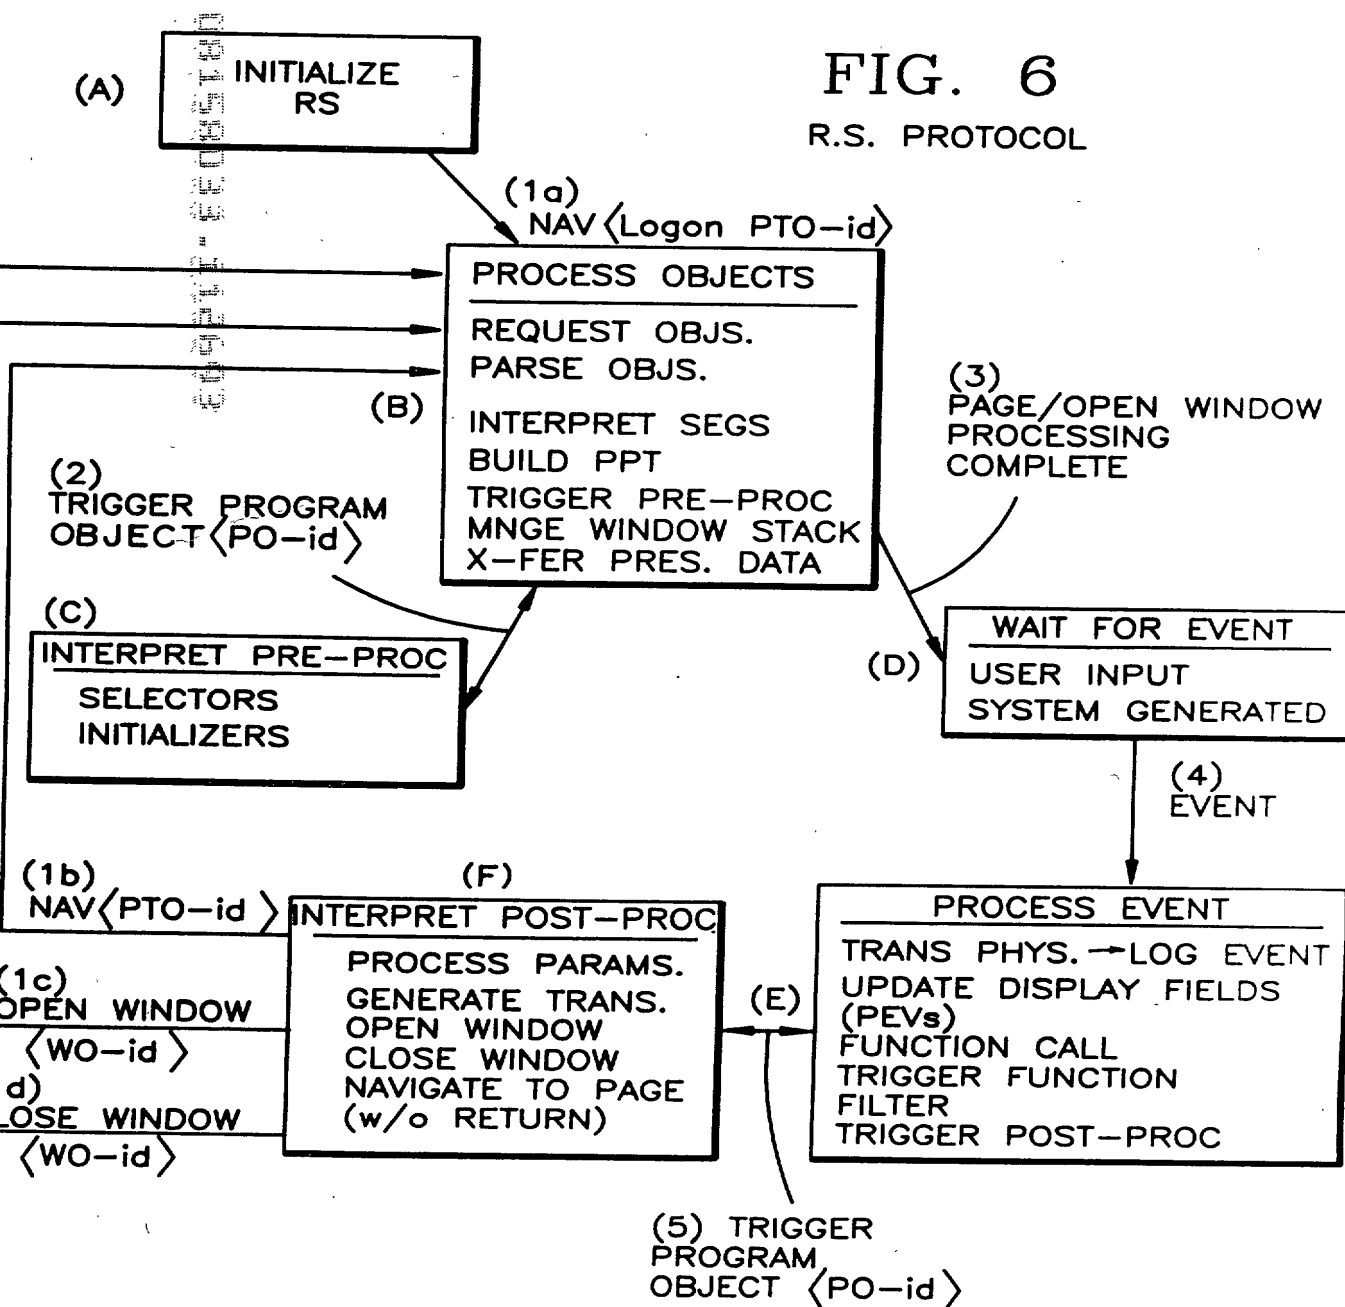 FIG. 6
R.S. PROTOCOL
(A)
INITIALIZE
RS
(1a)
NAV〈Logon PTO-id〉
(B)
PROCESS OBJECTS
REQUEST OBJS.
PARSE OBJS.
INTERPRET SEGS
BUILD PPT
TRIGGER PRE-PROC
MNGE WINDOW STACK
X-FER PRES. DATA
(2)
TRIGGER PROGRAM
OBJECT〈PO-id〉
(3)
PAGE/OPEN WINDOW
PROCESSING
COMPLETE
(C)
INTERPRET PRE-PROC
SELECTORS
INITIALIZERS
(D)
WAIT FOR EVENT
USER INPUT
SYSTEM GENERATED
(4)
EVENT
(1b)
NAV〈PTO-id〉
(1c)
OPEN WINDOW
〈WO-id〉
d)
LOSE WINDOW
〈WO-id〉
(F)
INTERPRET POST-PROC
PROCESS PARAMS.
GENERATE TRANS.
OPEN WINDOW
CLOSE WINDOW
NAVIGATE TO PAGE
(w/o RETURN)
(E)
PROCESS EVENT
TRANS PHYS.→LOG EVENT
UPDATE DISPLAY FIELDS
(PEVs)
FUNCTION CALL
TRIGGER FUNCTION
FILTER
TRIGGER POST-PROC
(5) TRIGGER
PROGRAM
OBJECT 〈PO-id〉